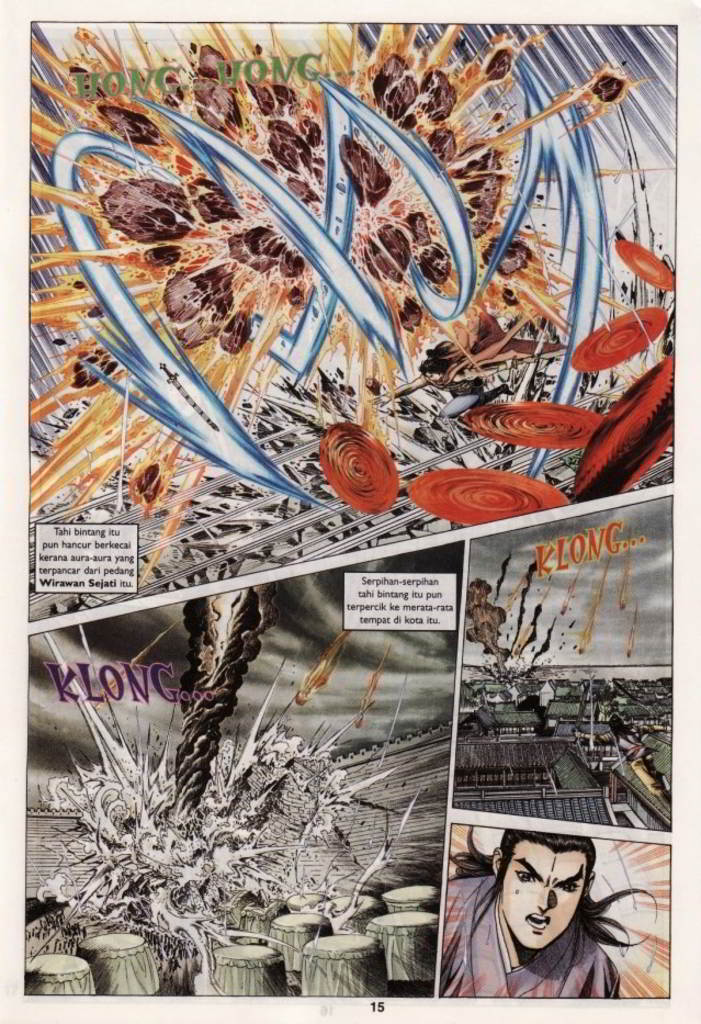 HONG...HONG...
Tahi bintang itu
pun hancur berkecai
kerana aura-aura yang
terpancar dari pedang
Wirawan Sejati itu.
Serpihan-serpihan
tahi bintang itu pun
terpercik ke merata-rata
tempat di kota itu.
KLONG...
KLONG...
15